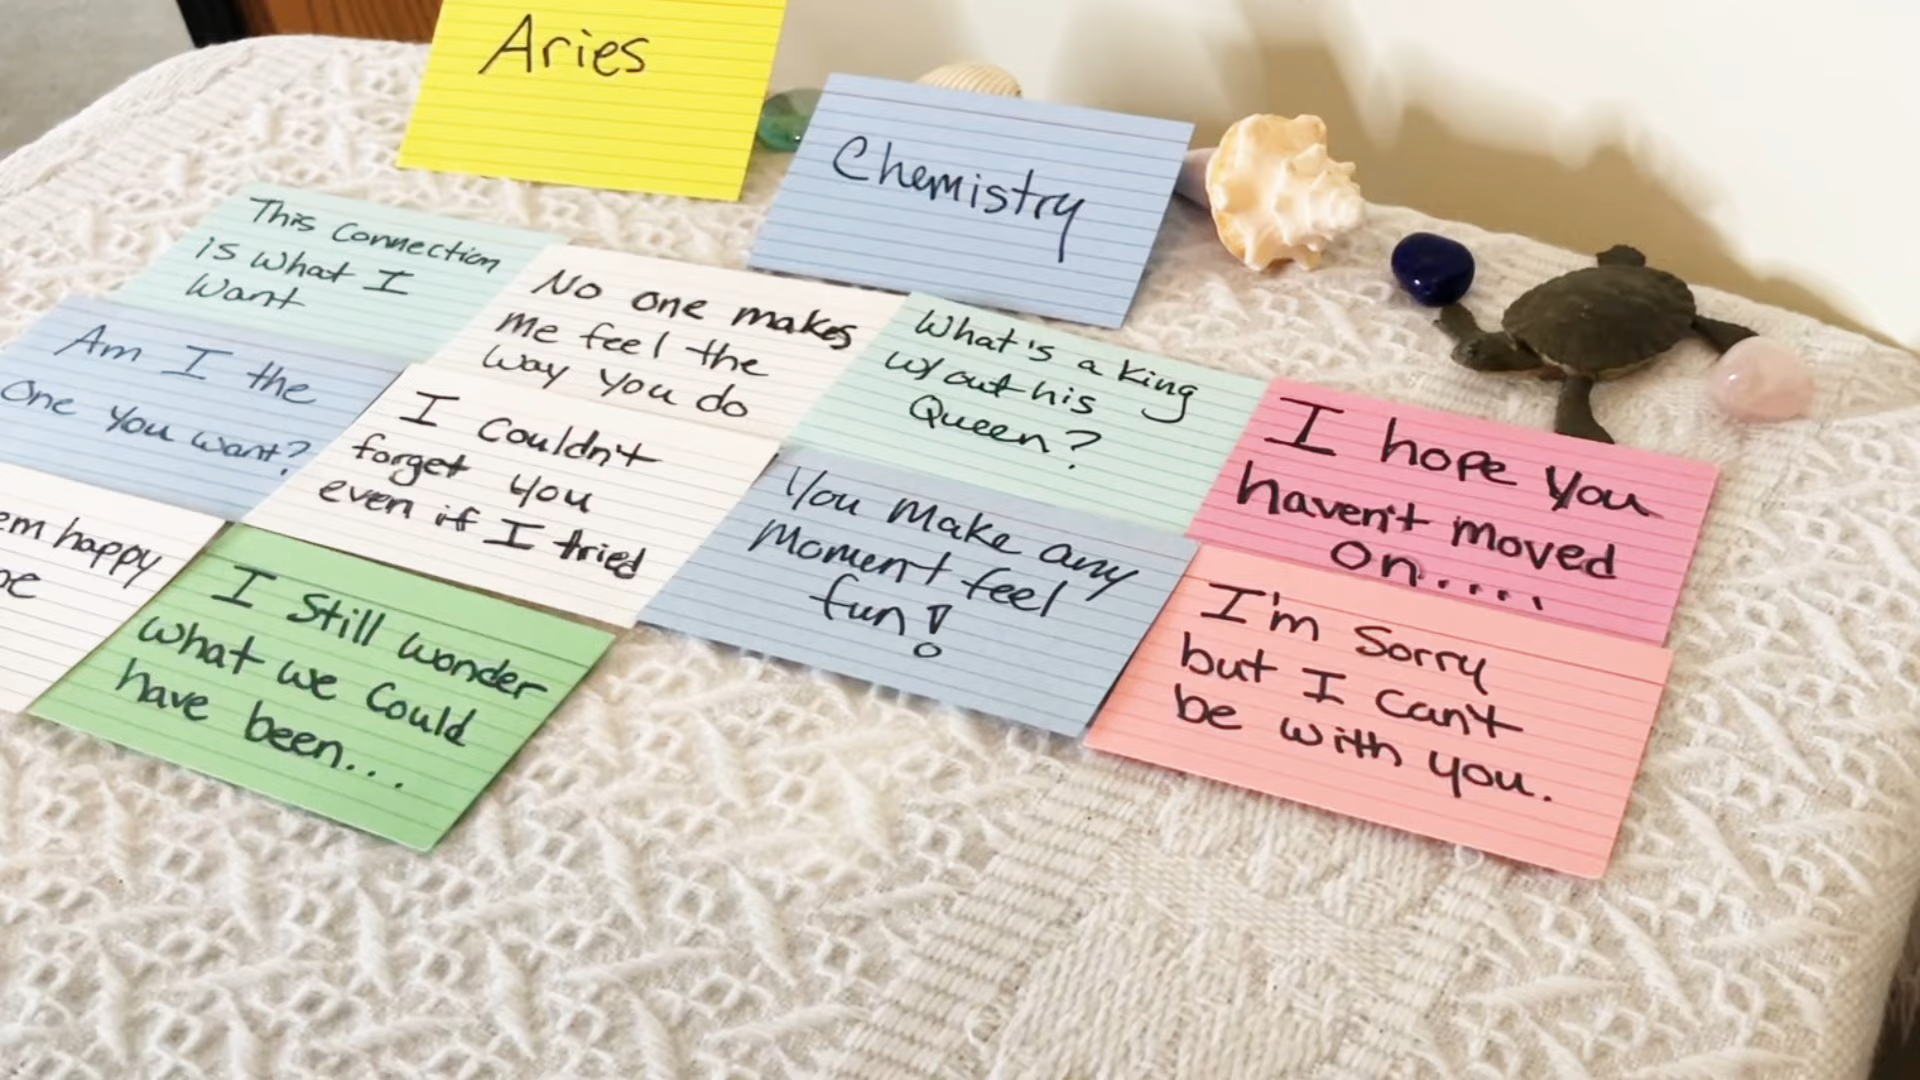 Aries
Chemistry
This Connection
is what I
want
No one makes
me feel the
way you do
What's a King
w/out his
Queen?
I hope you
haven't moved
on....
Am I the
One you want?
I couldn't
forget you
even if I tried
You make any
Moment feel
fun!
I'm Sorry
but I can't
be with you.
happy
I Still wonder
what we could
have been...